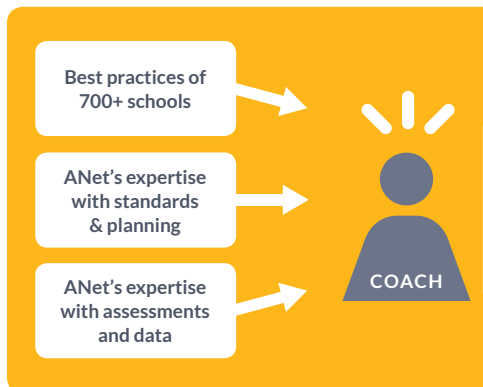 Best practices of
700+ schools
ANet’s expertise
with standards
& planning
ANet’s expertise
with assessments
and data
COACH